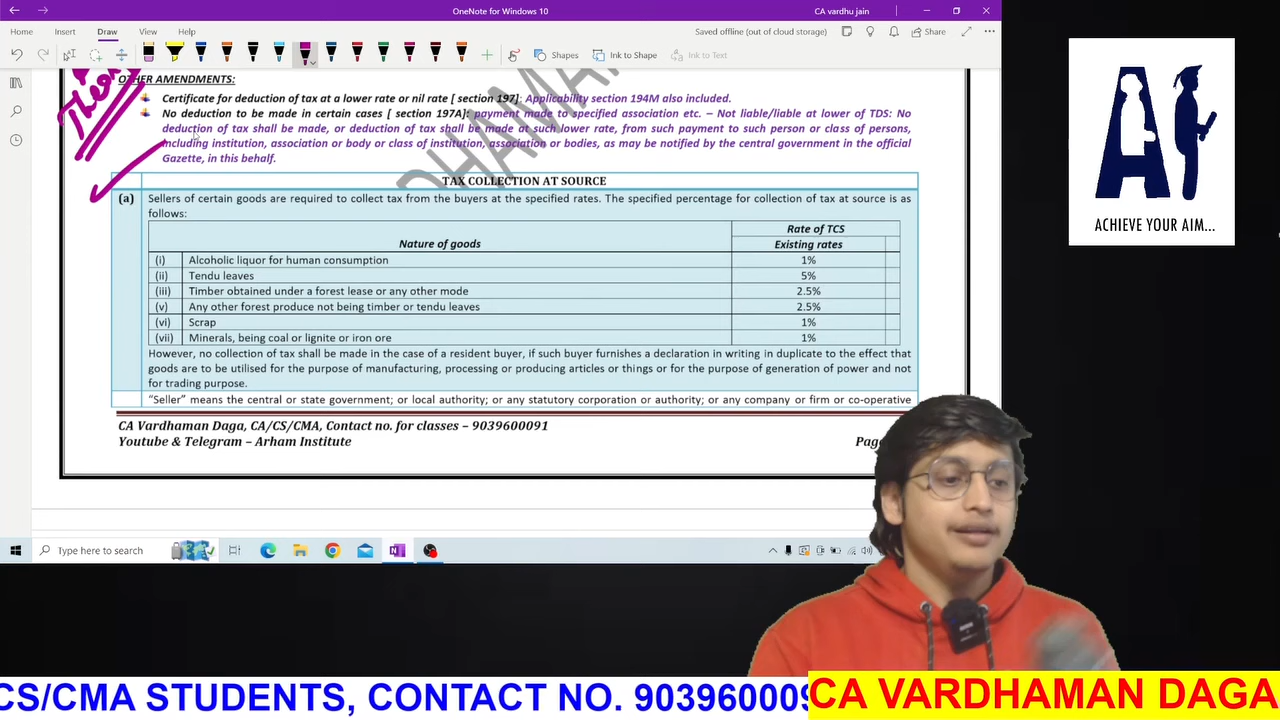 OneNote for Windows 10
CA vardhu jain
Home Insert Draw View Help
Saved offline (out of cloud storage)
Share
Shapes
Ink to Shape
Ink to Text
Theory
OTHER AMENDMENTS:
Certificate for deduction of tax at a lower rate or nil rate [ section 197]: Applicability section 194M also included.
No deduction to be made in certain cases [ section 197A]: payment made to specified association etc. – Not liable/liable at lower of TDS: No
deduction of tax shall be made, or deduction of tax shall be made at such lower rate, from such payment to such person or class of persons,
including institution, association or body or class of institution, association or bodies, as may be notified by the central government in the official
Gazette, in this behalf.
TAX COLLECTION AT SOURCE
(a) Sellers of certain goods are required to collect tax from the buyers at the specified rates. The specified percentage for collection of tax at source is as
follows:
Nature of goods
Rate of TCS
Existing rates
(i) Alcoholic liquor for human consumption 1%
(ii) Tendu leaves 5%
(iii) Timber obtained under a forest lease or any other mode 2.5%
(v) Any other forest produce not being timber or tendu leaves 2.5%
(vi) Scrap 1%
(vii) Minerals, being coal or lignite or iron ore 1%
However, no collection of tax shall be made in the case of a resident buyer, if such buyer furnishes a declaration in writing in duplicate to the effect that
goods are to be utilised for the purpose of manufacturing, processing or producing articles or things or for the purpose of generation of power and not
for trading purpose.
“Seller” means the central or state government; or local authority; or any statutory corporation or authority; or any company or firm or co-operative
CA Vardhaman Daga, CA/CS/CMA, Contact no. for classes – 9039600091
Youtube & Telegram – Arham Institute
Type here to search
ACHIEVE YOUR AIM...
CS/CMA STUDENTS, CONTACT NO. 903960009
CA VARDHAMAN DAGA